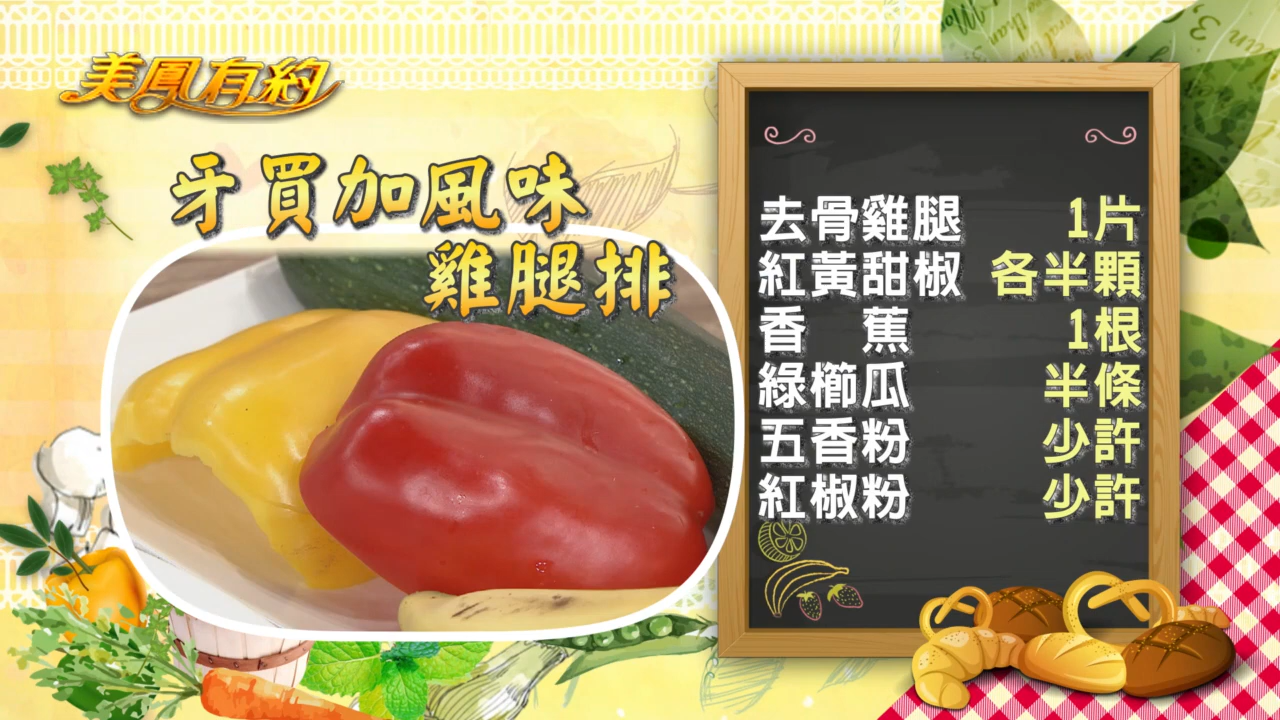 美鳳有約
牙買加風味
雞腿排
去骨雞腿 1片
紅黃甜椒 各半顆
香 蕉 1根
綠櫛瓜 半條
五香粉 少許
紅椒粉 少許